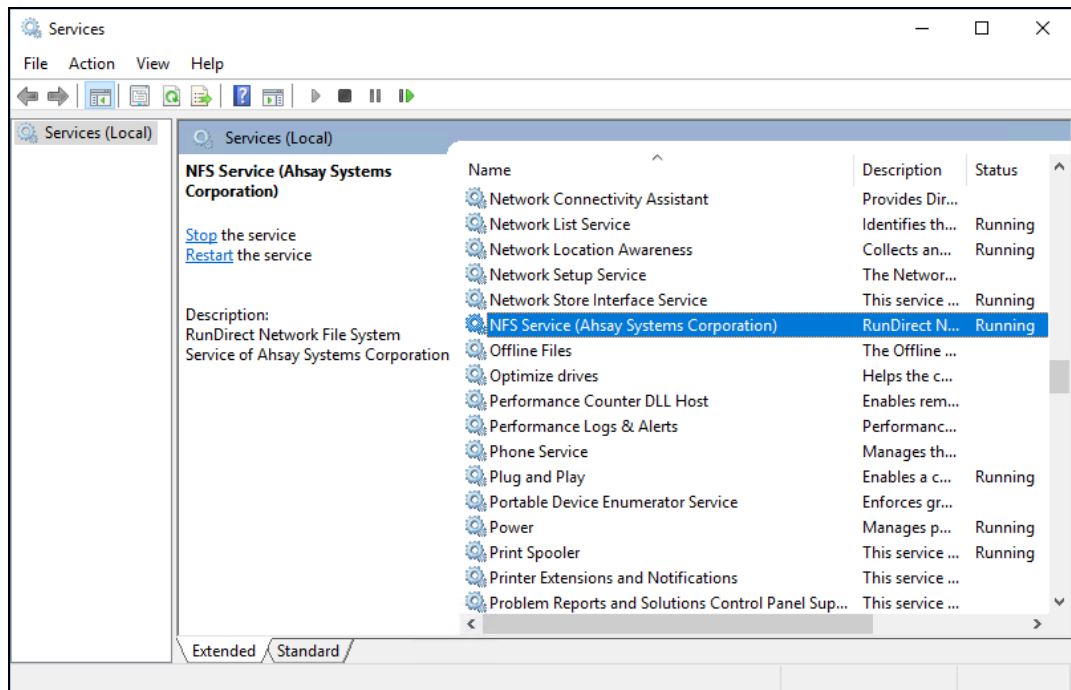 Services
File Action View Help
Services (Local)
Services (Local)
NFS Service (Ahsay Systems
Corporation)
Stop the service
Restart the service
Description:
RunDirect Network File System
Service of Ahsay Systems Corporation
Name Description Status
Network Connectivity Assistant Provides Dir...
Network List Service Identifies th... Running
Network Location Awareness Collects an... Running
Network Setup Service The Networ...
Network Store Interface Service This service ... Running
NFS Service (Ahsay Systems Corporation) RunDirect N... Running
Offline Files The Offline ...
Optimize drives Helps the c...
Performance Counter DLL Host Enables rem...
Performance Logs & Alerts Performanc...
Phone Service Manages th...
Plug and Play Enables a c... Running
Portable Device Enumerator Service Enforces gr...
Power Manages p... Running
Print Spooler This service ... Running
Printer Extensions and Notifications This service ...
Problem Reports and Solutions Control Panel Sup... This service ...
Extended Standard